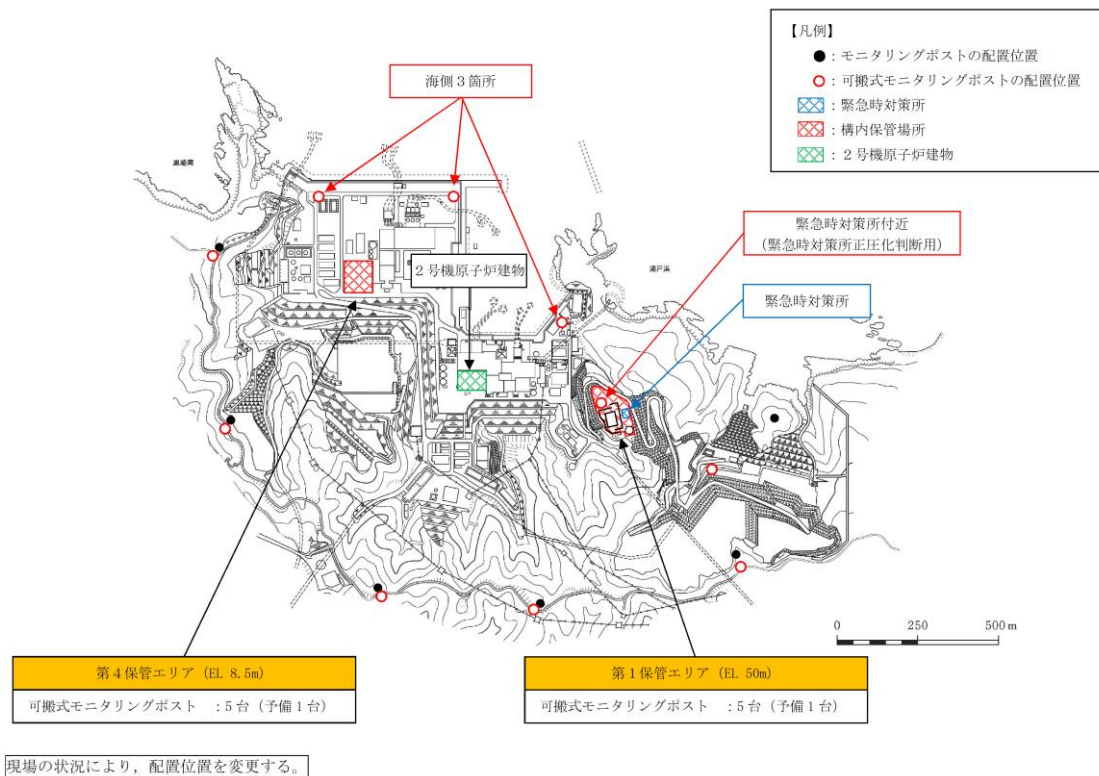 【凡例】
●：モニタリングポストの配置位置
○：可搬式モニタリングポストの配置位置
：緊急時対策所
：構内保管場所
：２号機原子炉建物
海側３箇所
緊急時対策所付近
（緊急時対策所正圧化判断用）
２号機原子炉建物
緊急時対策所
0 250 500 m
第４保管エリア（EL 8.5m）
可搬式モニタリングポスト ：５台（予備１台）
第１保管エリア（EL 50m）
可搬式モニタリングポスト ：５台（予備１台）
現場の状況により，配置位置を変更する。